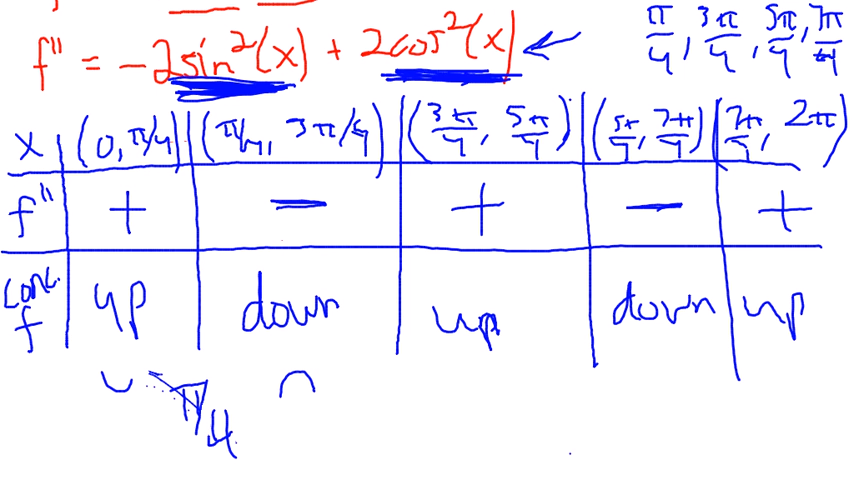 f'' = -2sin²(x) + 2cos²(x) ← π/4, 3π/4, 5π/4, 7π/4
x (0, π/4) (π/4, 3π/4) (3π/4, 5π/4) (5π/4, 7π/4) (7π/4, 2π)
f'' + − + − +
conc. f up down up down up
π/4